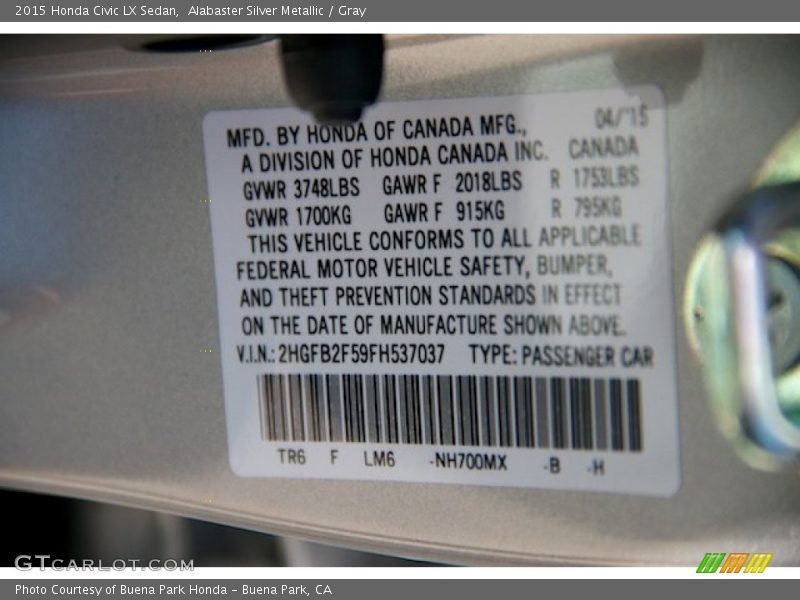 2015 Honda Civic LX Sedan,  Alabaster Silver Metallic / Gray
MFD. BY HONDA OF CANADA MFG., 04/'15
A DIVISION OF HONDA CANADA INC. CANADA
GVWR 3748LBS GAWR F 2018LBS R 1753LBS
GVWR 1700KG GAWR F 915KG R 795KG
THIS VEHICLE CONFORMS TO ALL APPLICABLE
FEDERAL MOTOR VEHICLE SAFETY, BUMPER,
AND THEFT PREVENTION STANDARDS IN EFFECT
ON THE DATE OF MANUFACTURE SHOWN ABOVE.
V.I.N.: 2HGFB2F59FH537037 TYPE: PASSENGER CAR
TR6 F LM6 -NH700MX -B -H
GTcarlot.com
Photo Courtesy of Buena Park Honda - Buena Park, CA